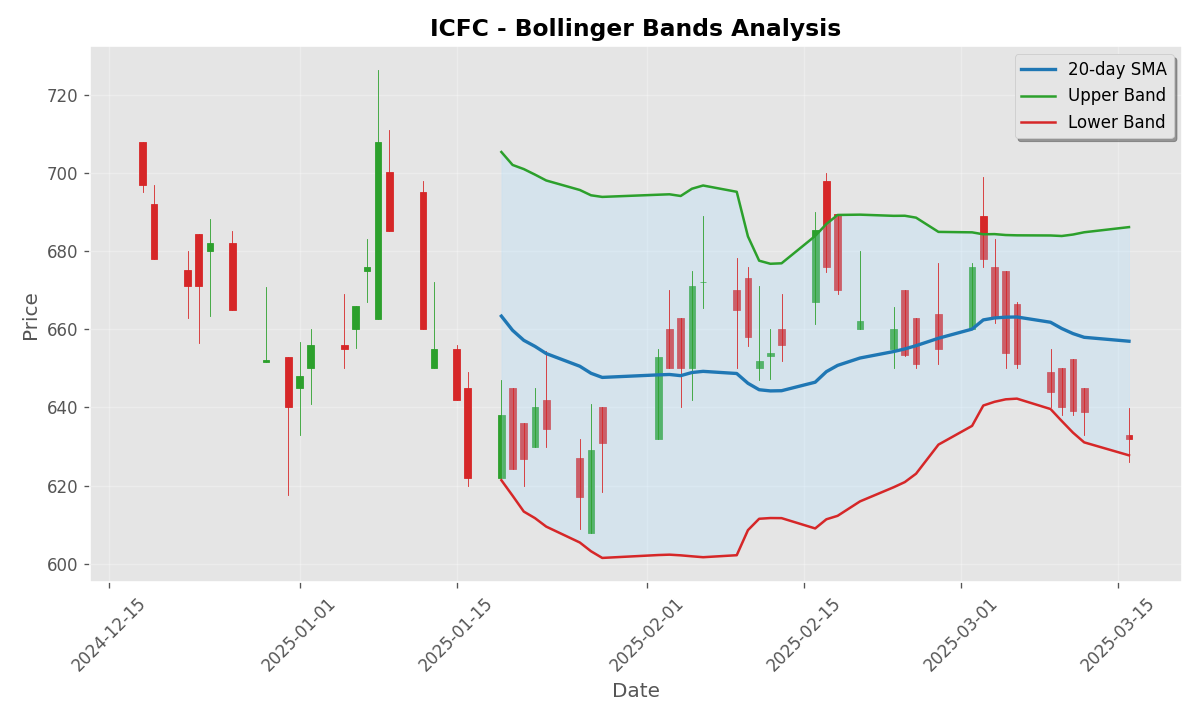 ICFC - Bollinger Bands Analysis
20-day SMA
Upper Band
Lower Band
Price
720
700
680
660
640
620
600
2024-12-15
2025-01-01
2025-01-15
2025-02-01
2025-02-15
2025-03-01
2025-03-15
Date